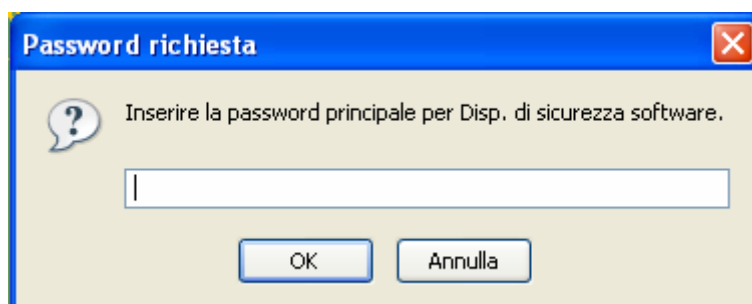 Password richiesta
Inserire la password principale per Disp. di sicurezza software.
OK
Annulla